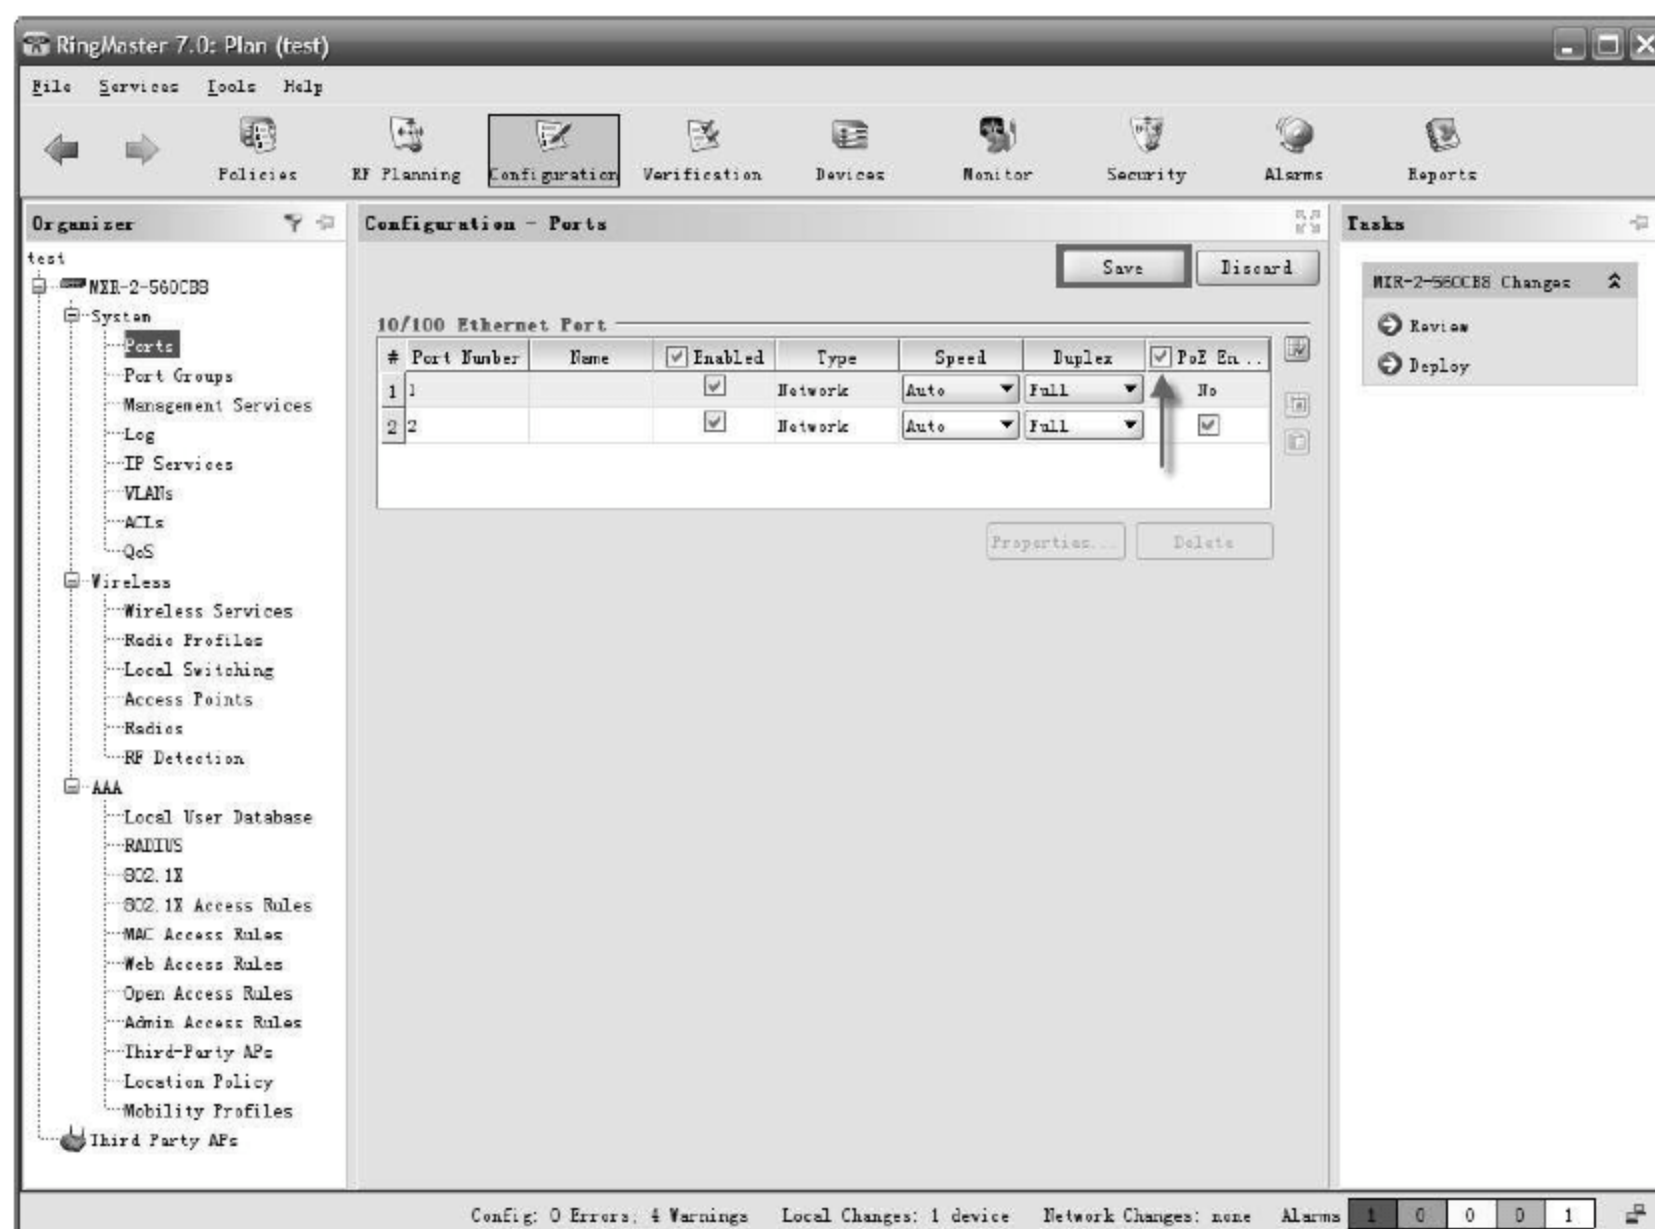 RingMaster 7.0: Plan (test)
File Services Tools Help
Policies RF Planning Configuration Verification Devices Monitor Security Alarms Reports
Organizer
test
MXR-2-560CB8
System
Ports
Port Groups
Management Services
Log
IP Services
VLANs
ACLs
QoS
Wireless
Wireless Services
Radio Profiles
Local Switching
Access Points
Radios
RF Detection
AAA
Local User Database
RADIUS
802.1X
802.1X Access Rules
MAC Access Rules
Web Access Rules
Open Access Rules
Admin Access Rules
Third-Party APs
Location Policy
Mobility Profiles
Third Party APs
Configuration - Ports
Save Discard
10/100 Ethernet Port
# Port Number Name Enabled Type Speed Duplex PoE En...
1 1 Network Auto Full No
2 2 Network Auto Full
Properties... Delete
Tasks
MXR-2-560CB8 Changes
Review
Deploy
Config: 0 Errors; 4 Warnings Local Changes: 1 device Network Changes: none Alarms 1 0 0 0 1